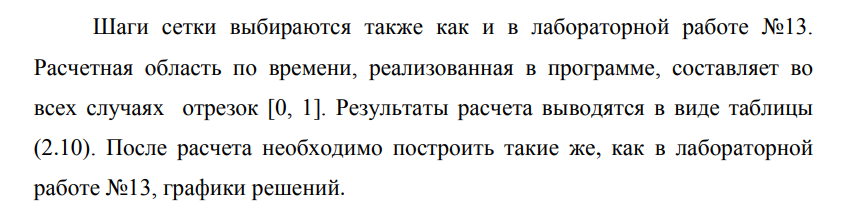 Шаги сетки выбираются также как и в лабораторной работе №13.
Расчетная область по времени, реализованная в программе, составляет во
всех случаях отрезок [0, 1]. Результаты расчета выводятся в виде таблицы
(2.10). После расчета необходимо построить такие же, как в лабораторной
работе №13, графики решений.